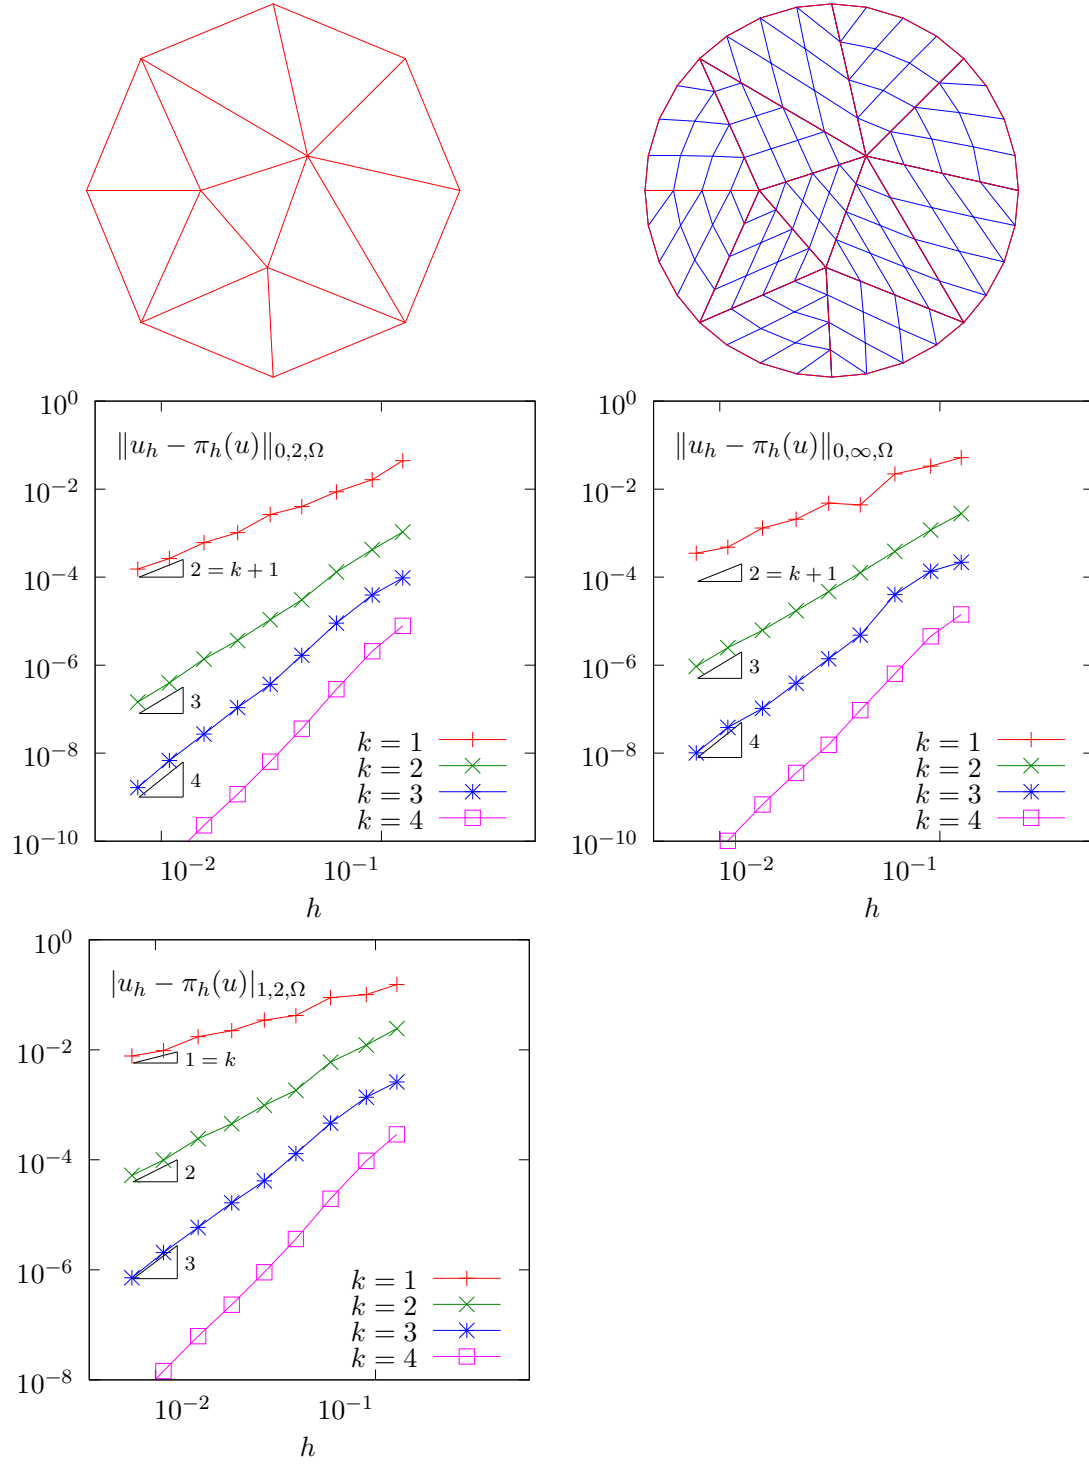 10^0
‖u_h − π_h(u)‖_{0,2,Ω}
10^{−2}
10^{−4}
2 = k + 1
10^{−6}
3
10^{−8}
4
k = 1
k = 2
k = 3
k = 4
10^{−10}
10^{−2} 10^{−1}
h
10^0
‖u_h − π_h(u)‖_{0,∞,Ω}
10^{−2}
10^{−4}
2 = k + 1
10^{−6}
3
10^{−8}
4
k = 1
k = 2
k = 3
k = 4
10^{−10}
10^{−2} 10^{−1}
h
10^0
|u_h − π_h(u)|_{1,2,Ω}
10^{−2}
1 = k
10^{−4}
2
10^{−6}
3
k = 1
k = 2
k = 3
k = 4
10^{−8}
10^{−2} 10^{−1}
h